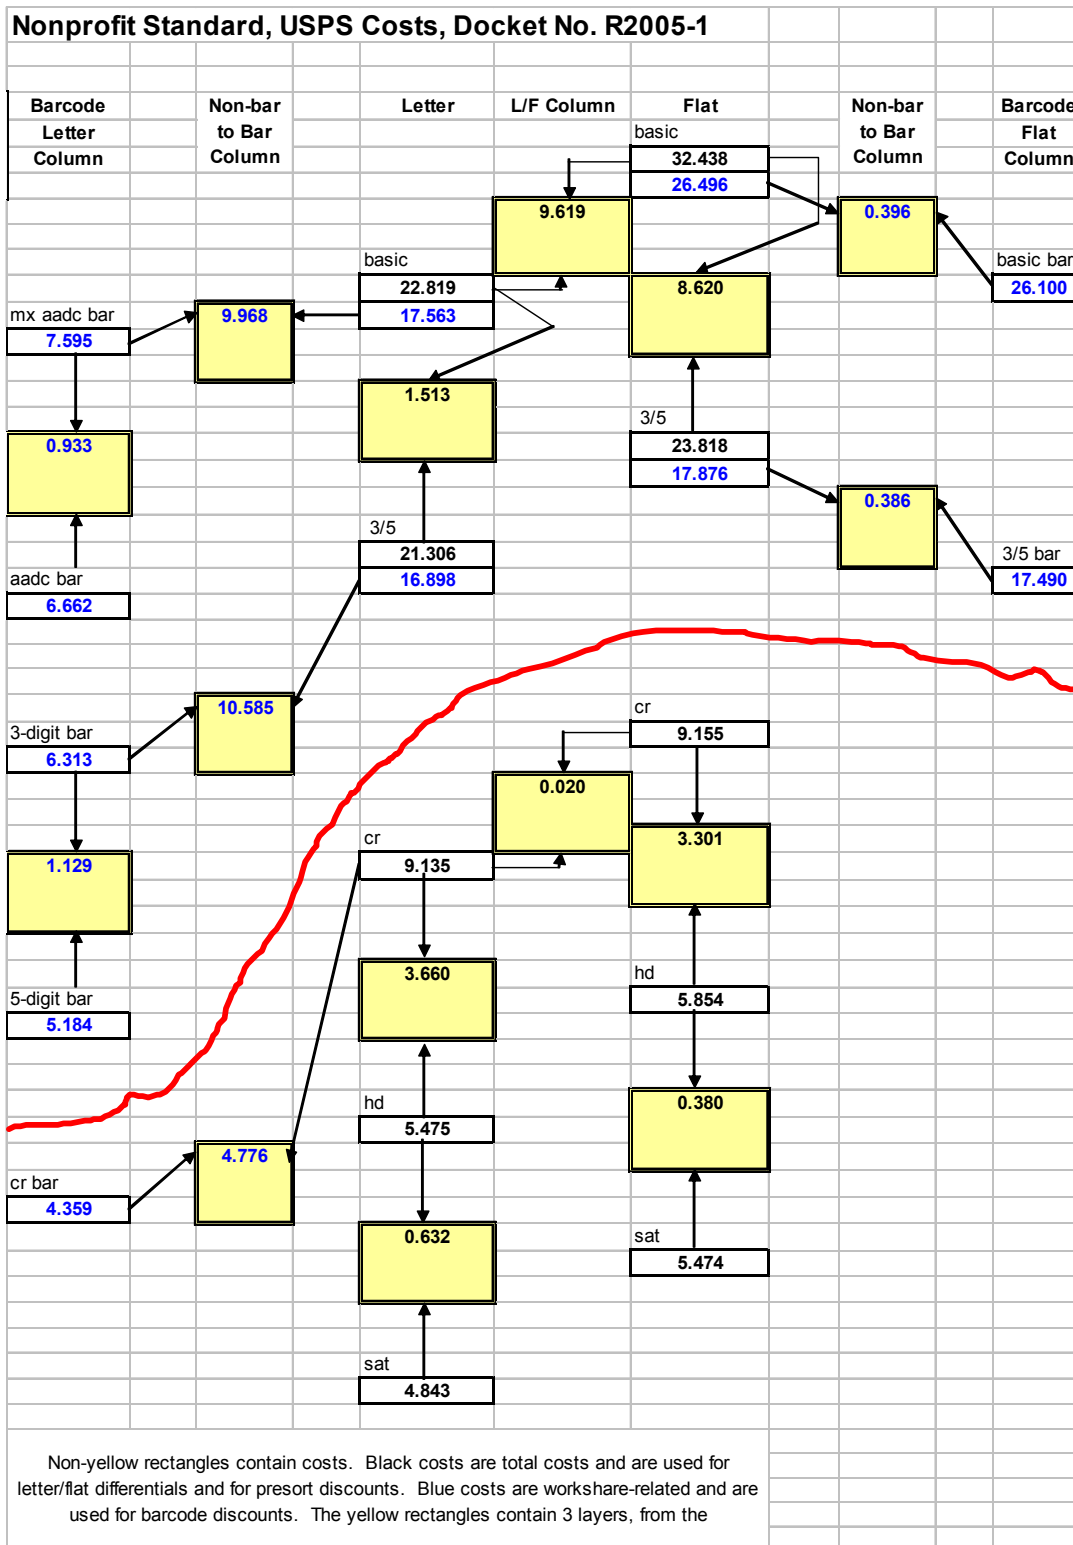 Nonprofit Standard, USPS Costs, Docket No. R2005-1
Barcode Non-bar Letter L/F Column Flat Non-bar Barcode
Letter to Bar basic to Bar Flat
Column Column 32.438 Column Column
26.496
9.619 0.396
basic basic bar
22.819 8.620 26.100
mx aadc bar 9.968 17.563
7.595
1.513
3/5
0.933 23.818
17.876
0.386
3/5
21.306 3/5 bar
aadc bar 16.898 17.490
6.662
10.585 cr
3-digit bar 9.155
6.313
0.020
cr 3.301
1.129 9.135
3.660 hd
5-digit bar 5.854
5.184
hd 0.380
5.475
4.776
cr bar
4.359
0.632 sat
5.474
sat
4.843
Non-yellow rectangles contain costs. Black costs are total costs and are used for
letter/flat differentials and for presort discounts. Blue costs are workshare-related and are
used for barcode discounts. The yellow rectangles contain 3 layers, from the